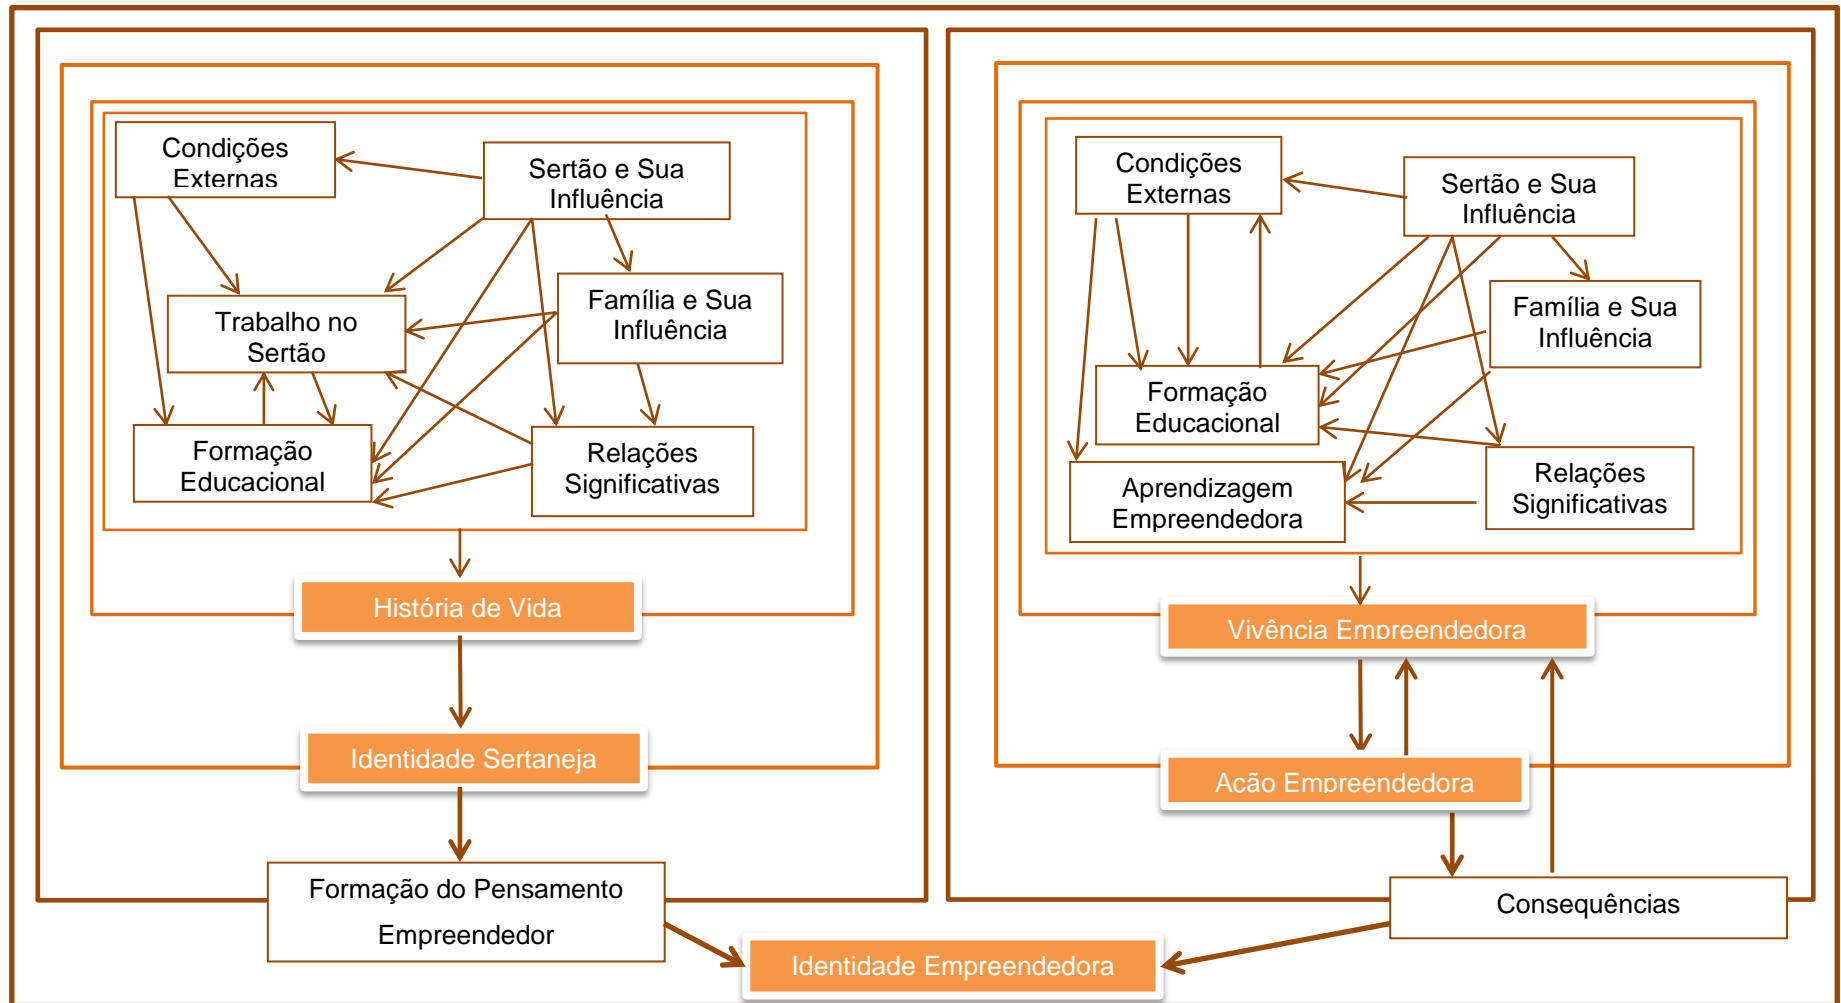 Condições
Externas
Sertão e Sua
Influência
Família e Sua
Influência
Trabalho no
Sertão
Formação
Educacional
Relações
Significativas
História de Vida
Identidade Sertaneja
Formação do Pensamento
Empreendedor
Condições
Externas
Sertão e Sua
Influência
Família e Sua
Influência
Formação
Educacional
Relações
Significativas
Aprendizagem
Empreendedora
Vivência Empreendedora
Ação Empreendedora
Consequências
Identidade Empreendedora